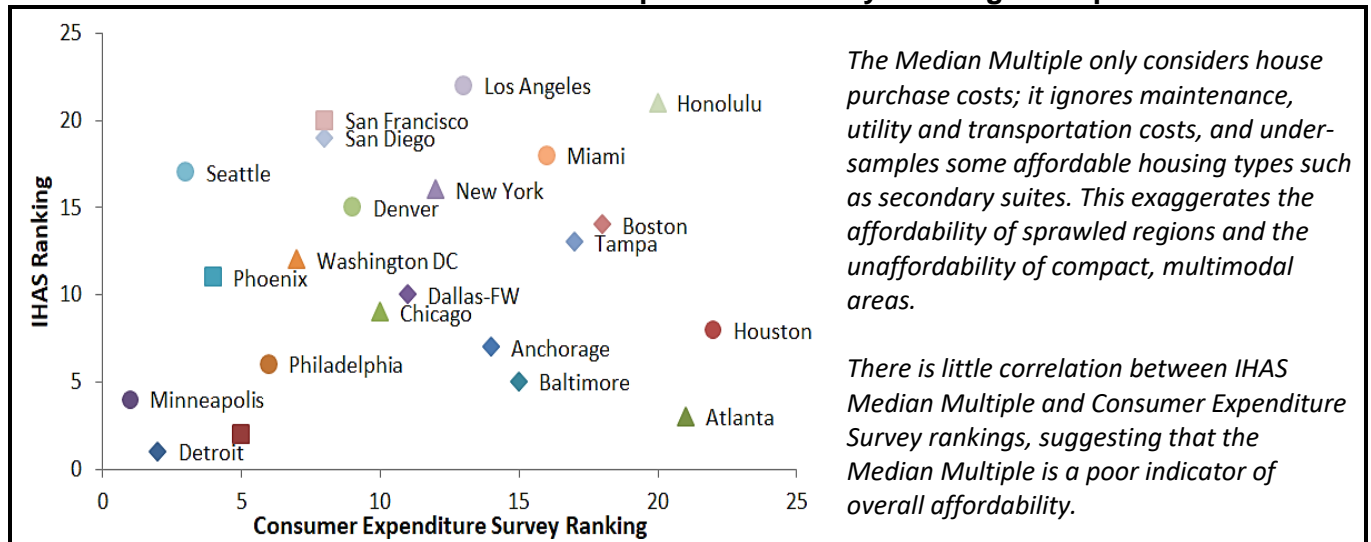 25
20
15
10
5
0
IHAS Ranking
Los Angeles
Honolulu
San Francisco
San Diego
Miami
Seattle
New York
Denver
Boston
Tampa
Washington DC
Phoenix
Dallas-FW
Chicago
Houston
Anchorage
Philadelphia
Baltimore
Minneapolis
Atlanta
Detroit
0 5 10 15 20 25
Consumer Expenditure Survey Ranking
The Median Multiple only considers house
purchase costs; it ignores maintenance,
utility and transportation costs, and under-
samples some affordable housing types such
as secondary suites. This exaggerates the
affordability of sprawled regions and the
unaffordability of compact, multimodal
areas.
There is little correlation between IHAS
Median Multiple and Consumer Expenditure
Survey rankings, suggesting that the
Median Multiple is a poor indicator of
overall affordability.